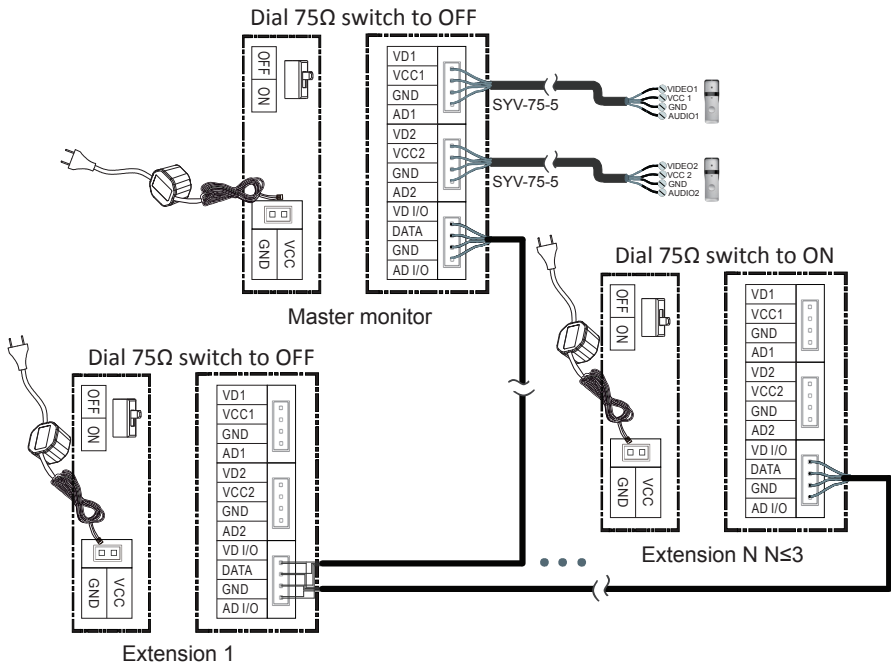 Dial 75Ω switch to OFF
OFF ON
GND VCC
VD1
VCC1
GND
AD1
VD2
VCC2
GND
AD2
VD I/O
DATA
GND
AD I/O
SYV-75-5
VIDEO1
VCC 1
GND
AUDIO1
SYV-75-5
VIDEO2
VCC 2
GND
AUDIO2
Master monitor
Dial 75Ω switch to ON
OFF ON
GND VCC
VD1
VCC1
GND
AD1
VD2
VCC2
GND
AD2
VD I/O
DATA
GND
AD I/O
Extension N N≤3
Dial 75Ω switch to OFF
OFF ON
GND VCC
VD1
VCC1
GND
AD1
VD2
VCC2
GND
AD2
VD I/O
DATA
GND
AD I/O
Extension 1